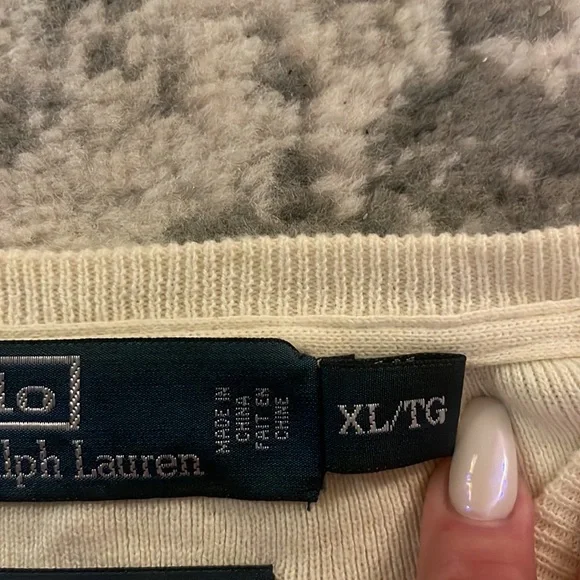 lo
lph Lauren
MADE IN
CHINA
FAIT EN
CHINE
XL/TG